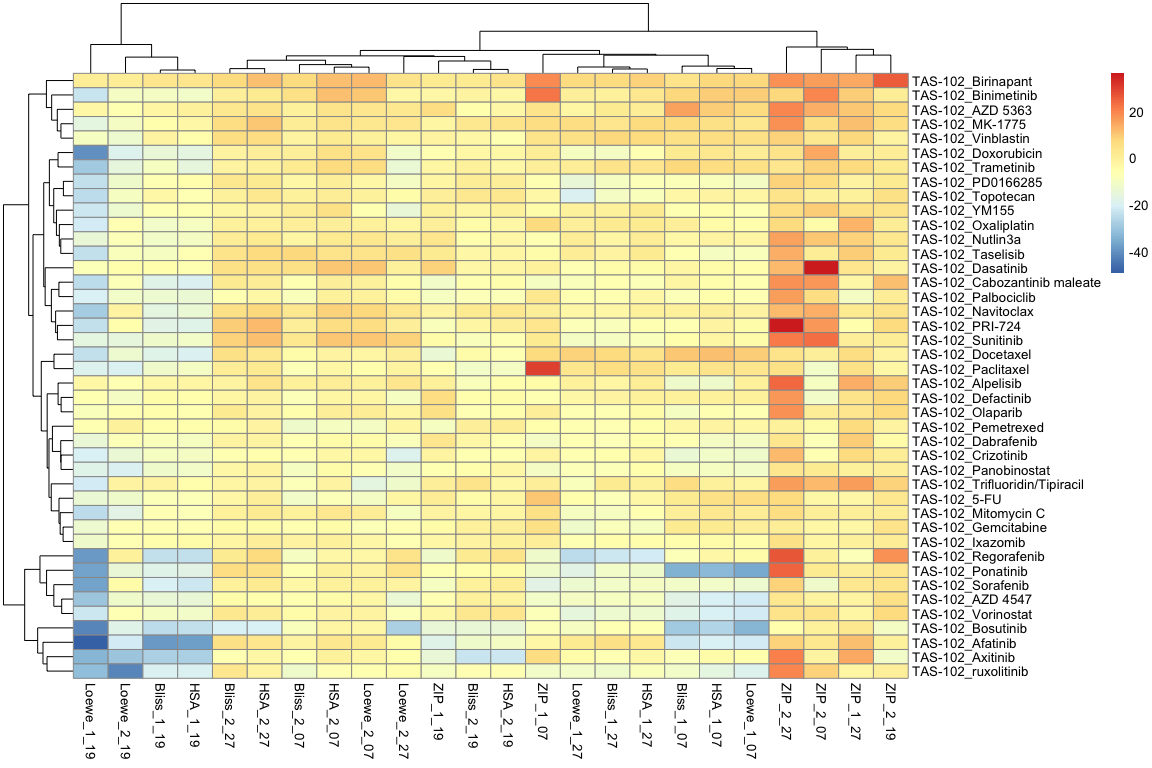 TAS-102_Birinapant
TAS-102_Binimetinib
TAS-102_AZD 5363
TAS-102_MK-1775
TAS-102_Vinblastin
TAS-102_Doxorubicin
TAS-102_Trametinib
TAS-102_PD0166285
TAS-102_Topotecan
TAS-102_YM155
TAS-102_Oxaliplatin
TAS-102_Nutlin3a
TAS-102_Taselisib
TAS-102_Dasatinib
TAS-102_Cabozantinib maleate
TAS-102_Palbociclib
TAS-102_Navitoclax
TAS-102_PRI-724
TAS-102_Sunitinib
TAS-102_Docetaxel
TAS-102_Paclitaxel
TAS-102_Alpelisib
TAS-102_Defactinib
TAS-102_Olaparib
TAS-102_Pemetrexed
TAS-102_Dabrafenib
TAS-102_Crizotinib
TAS-102_Panobinostat
TAS-102_Trifluoridin/Tipiracil
TAS-102_5-FU
TAS-102_Mitomycin C
TAS-102_Gemcitabine
TAS-102_Ixazomib
TAS-102_Regorafenib
TAS-102_Ponatinib
TAS-102_Sorafenib
TAS-102_AZD 4547
TAS-102_Vorinostat
TAS-102_Bosutinib
TAS-102_Afatinib
TAS-102_Axitinib
TAS-102_ruxolitinib
20
0
-20
-40
Loewe_1_19
Loewe_2_19
Bliss_1_19
HSA_1_19
Bliss_2_27
HSA_2_27
Bliss_2_07
HSA_2_07
Loewe_2_07
Loewe_2_27
ZIP_1_19
Bliss_2_19
HSA_2_19
ZIP_1_07
Loewe_1_27
Bliss_1_27
HSA_1_27
Bliss_1_07
HSA_1_07
Loewe_1_07
ZIP_2_27
ZIP_2_07
ZIP_1_27
ZIP_2_19